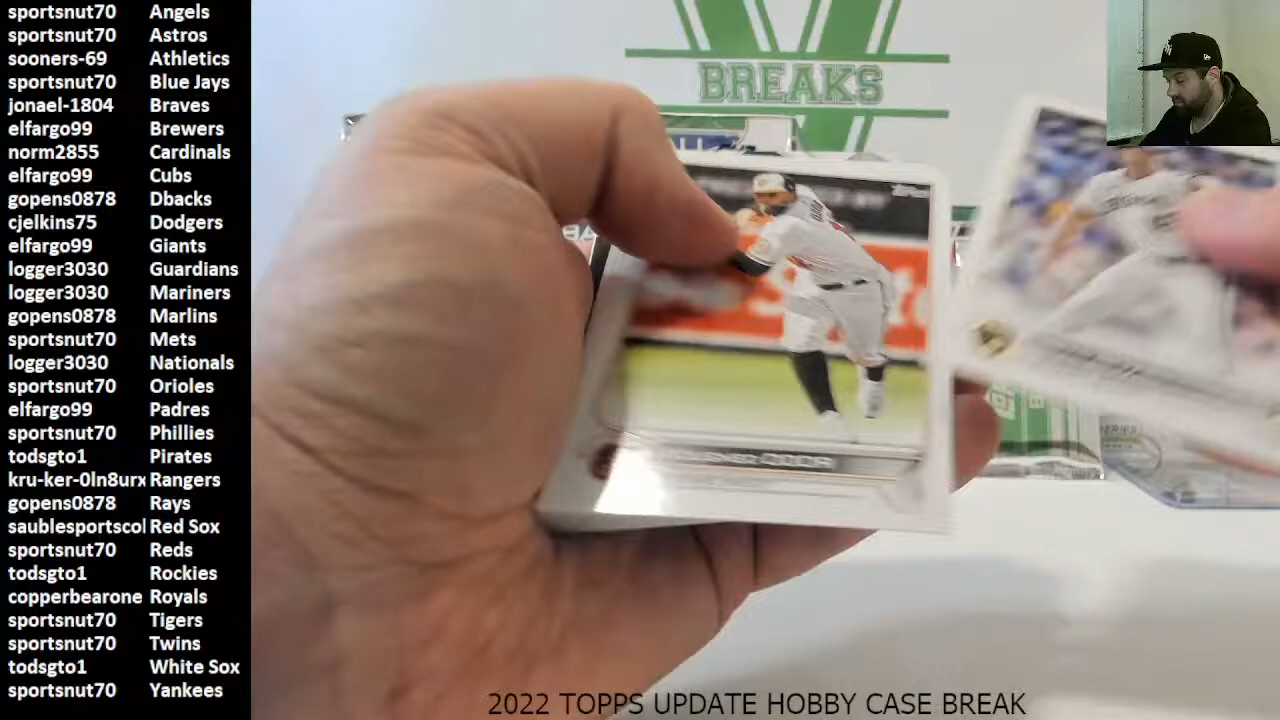 sportsnut70 Angels
sportsnut70 Astros
sooners-69 Athletics
sportsnut70 Blue Jays
jonael-1804 Braves
elfargo99 Brewers
norm2855 Cardinals
elfargo99 Cubs
gopens0878 Dbacks
cjelkins75 Dodgers
elfargo99 Giants
logger3030 Guardians
logger3030 Mariners
gopens0878 Marlins
sportsnut70 Mets
logger3030 Nationals
sportsnut70 Orioles
elfargo99 Padres
sportsnut70 Phillies
todsgto1 Pirates
kru-ker-0ln8urx Rangers
gopens0878 Rays
saublesportscol Red Sox
sportsnut70 Reds
todsgto1 Rockies
copperbearone Royals
sportsnut70 Tigers
sportsnut70 Twins
todsgto1 White Sox
sportsnut70 Yankees
BREAKS
Topps
ODOR
2022 TOPPS UPDATE HOBBY CASE BREAK